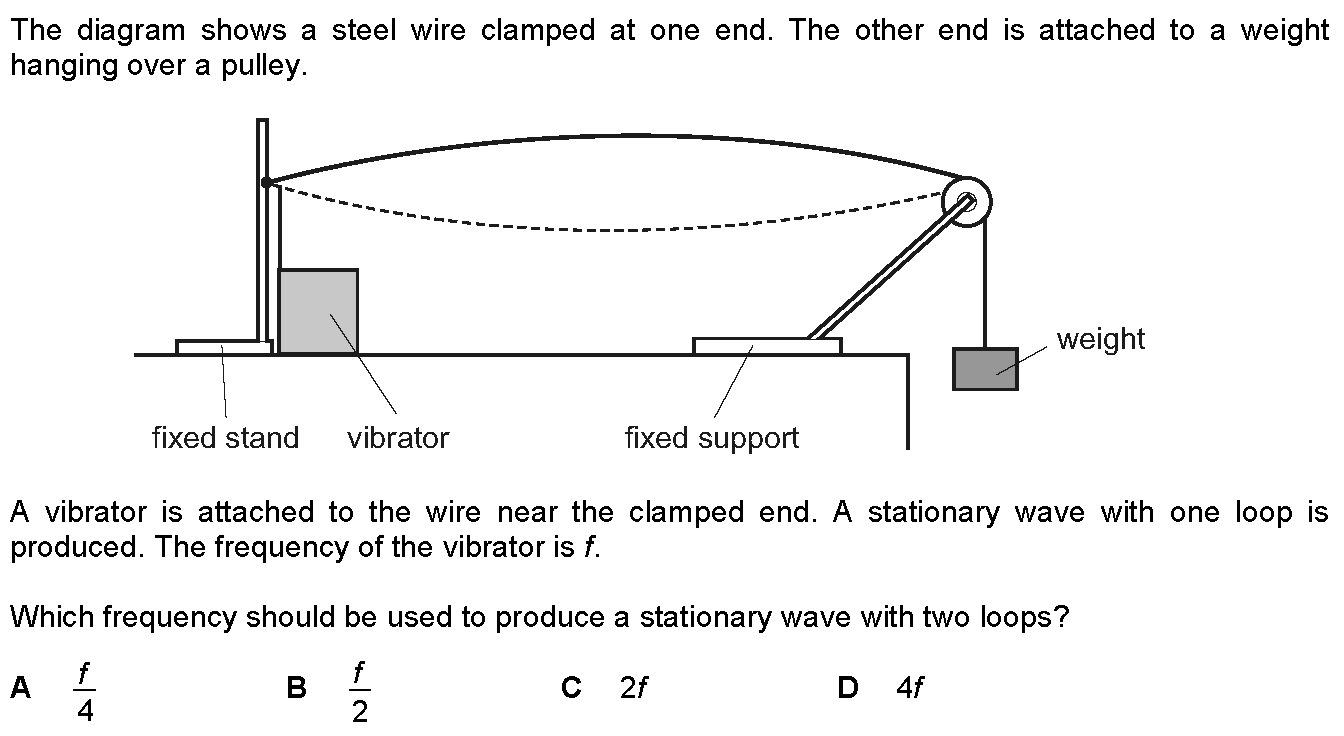 The diagram shows a steel wire clamped at one end. The other end is attached to a weight
hanging over a pulley.
weight
fixed stand vibrator fixed support
A vibrator is attached to the wire near the clamped end. A stationary wave with one loop is
produced. The frequency of the vibrator is f.
Which frequency should be used to produce a stationary wave with two loops?
A f/4 B f/2 C 2f D 4f